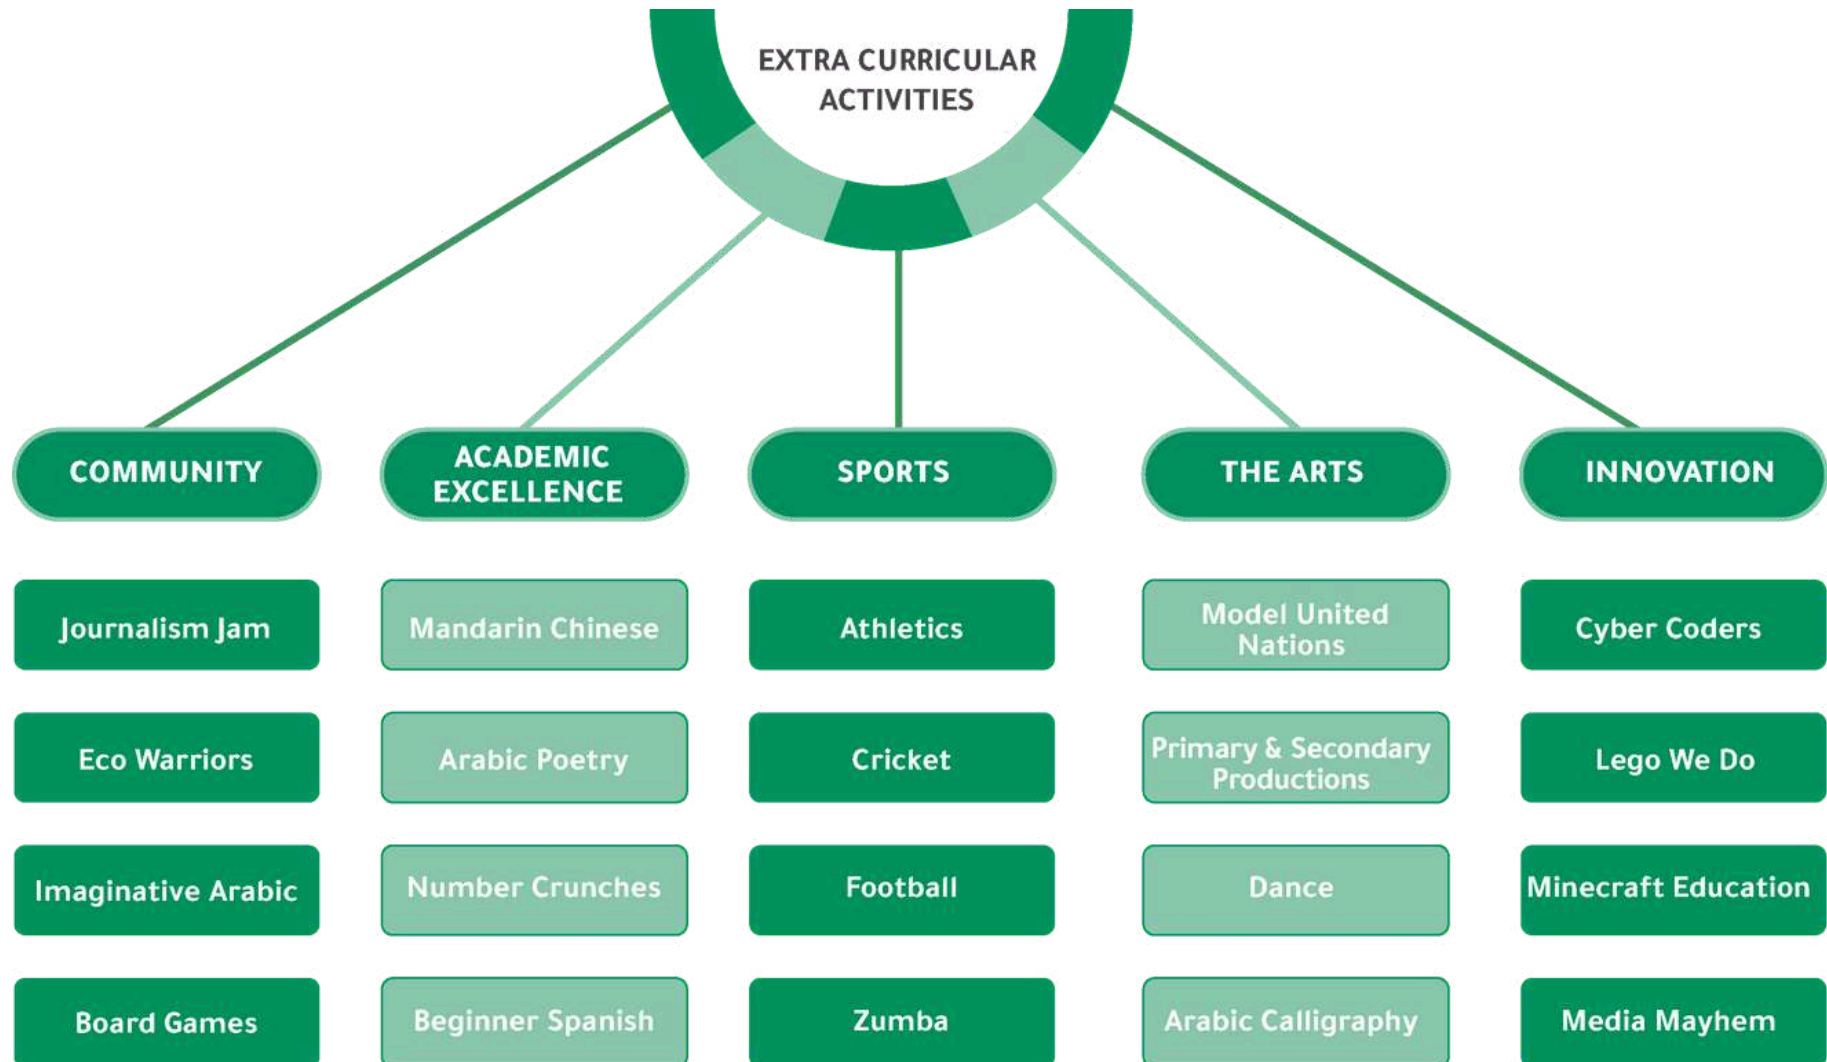 EXTRA CURRICULAR
ACTIVITIES
COMMUNITY
Journalism Jam
Eco Warriors
Imaginative Arabic
Board Games
ACADEMIC
EXCELLENCE
Mandarin Chinese
Arabic Poetry
Number Crunches
Beginner Spanish
SPORTS
Athletics
Cricket
Football
Zumba
THE ARTS
Model United
Nations
Primary & Secondary
Productions
Dance
Arabic Calligraphy
INNOVATION
Cyber Coders
Lego We Do
Minecraft Education
Media Mayhem